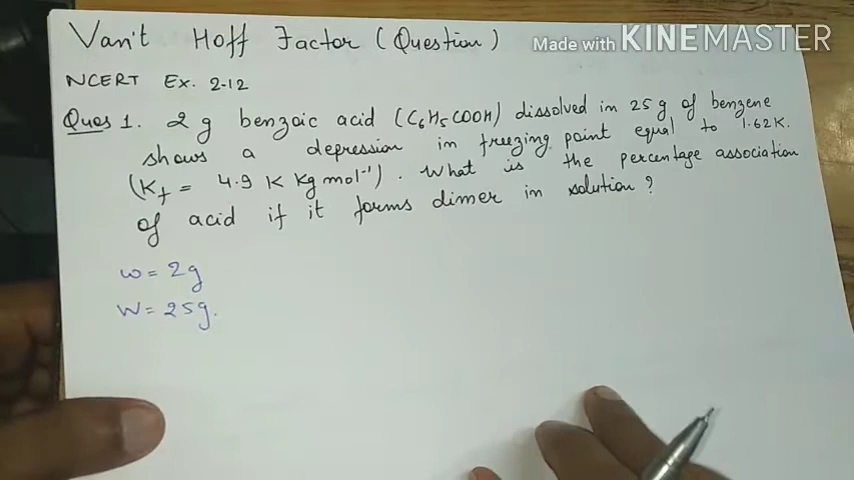 Van't Hoff Factor (Question)
Made with KINEMASTER
NCERT Ex. 2.12
Ques 1. 2 g benzoic acid (C6H5COOH) dissolved in 25 g of benzene
shows a depression in freezing point equal to 1.62K.
(Kf = 4.9 K Kg mol⁻¹). What is the percentage association
of acid if it forms dimer in solution?
w = 2g
W = 25g.